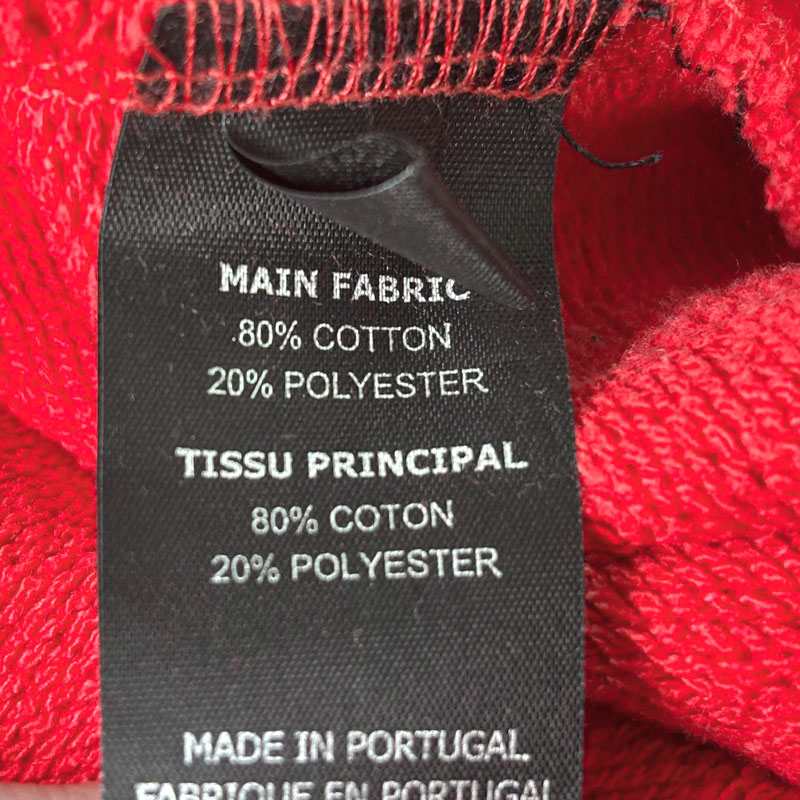 MAIN FABRIC
80% COTTON
20% POLYESTER
TISSU PRINCIPAL
80% COTON
20% POLYESTER
MADE IN PORTUGAL.
FABRIQUE EN PORTUGAL